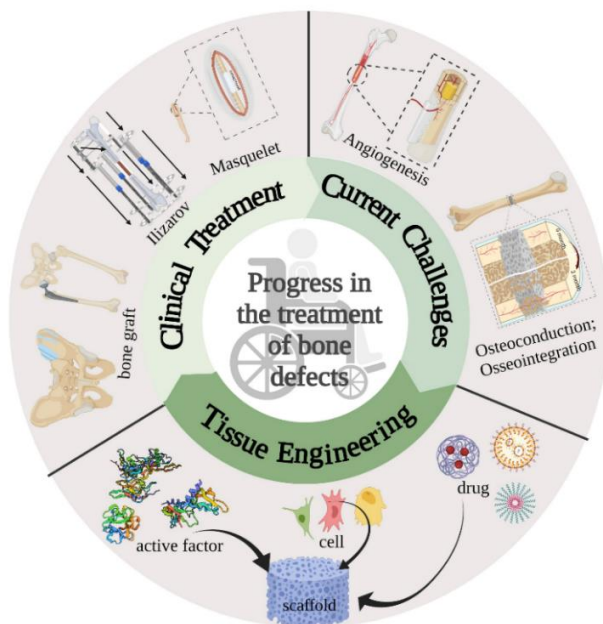 Masquelet
Ilizarov
bone graft
Clinical Treatment
Angiogenesis
Osteoconduction;
Osseointegration
Current Challenges
Progress in
the treatment
of bone
defects
Tissue Engineering
active factor
cell
drug
scaffold